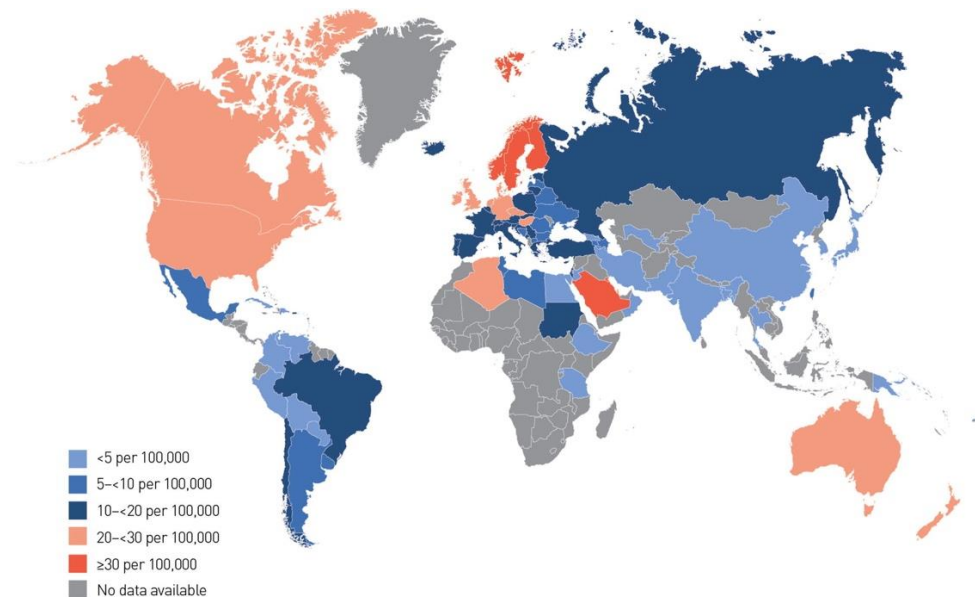 <5 per 100,000
5–<10 per 100,000
10–<20 per 100,000
20–<30 per 100,000
≥30 per 100,000
No data available